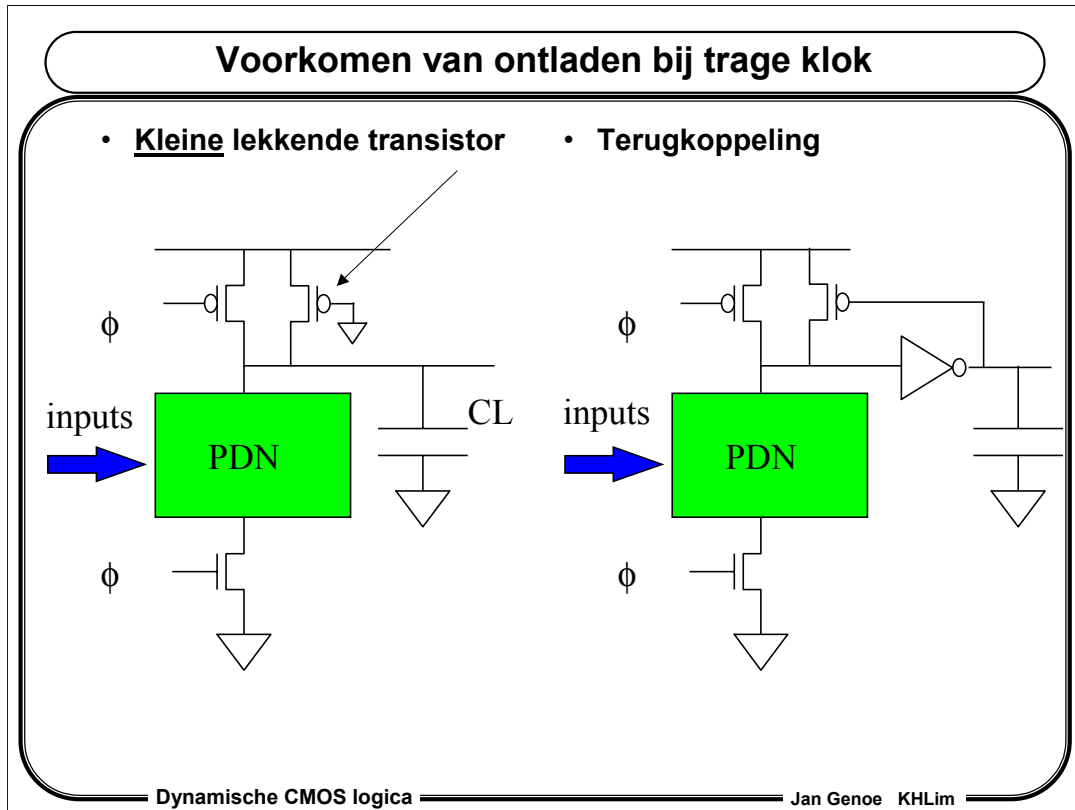 Voorkomen van ontladen bij trage klok
• Kleine lekkende transistor
• Terugkoppeling
ϕ
inputs
PDN
CL
ϕ
ϕ
inputs
PDN
ϕ
Dynamische CMOS logica
Jan Genoe KHLim